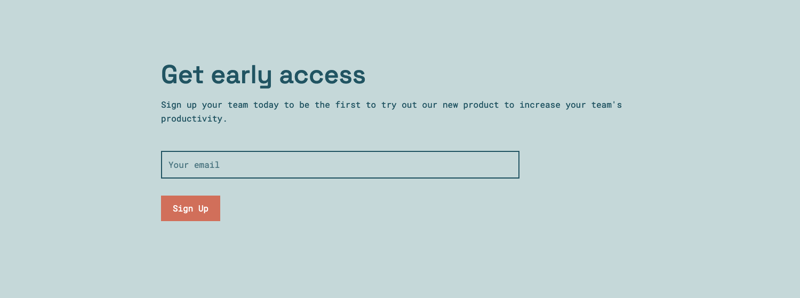 Get early access
Sign up your team today to be the first to try out our new product to increase your team's
productivity.
Your email
Sign Up